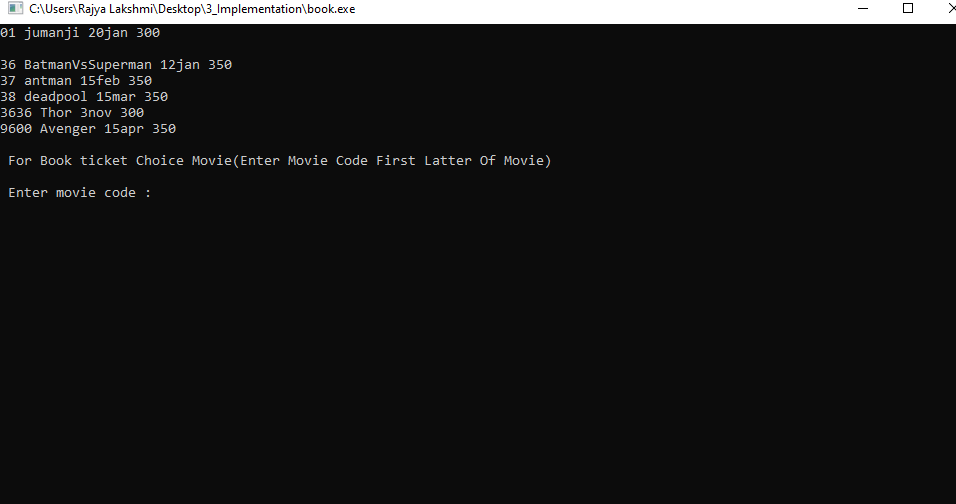 C:\Users\Rajya Lakshmi\Desktop\3_Implementation\book.exe
01 jumanji 20jan 300
36 BatmanVsSuperman 12jan 350
37 antman 15feb 350
38 deadpool 15mar 350
3636 Thor 3nov 300
9600 Avenger 15apr 350
For Book ticket Choice Movie(Enter Movie Code First Latter Of Movie)
Enter movie code :